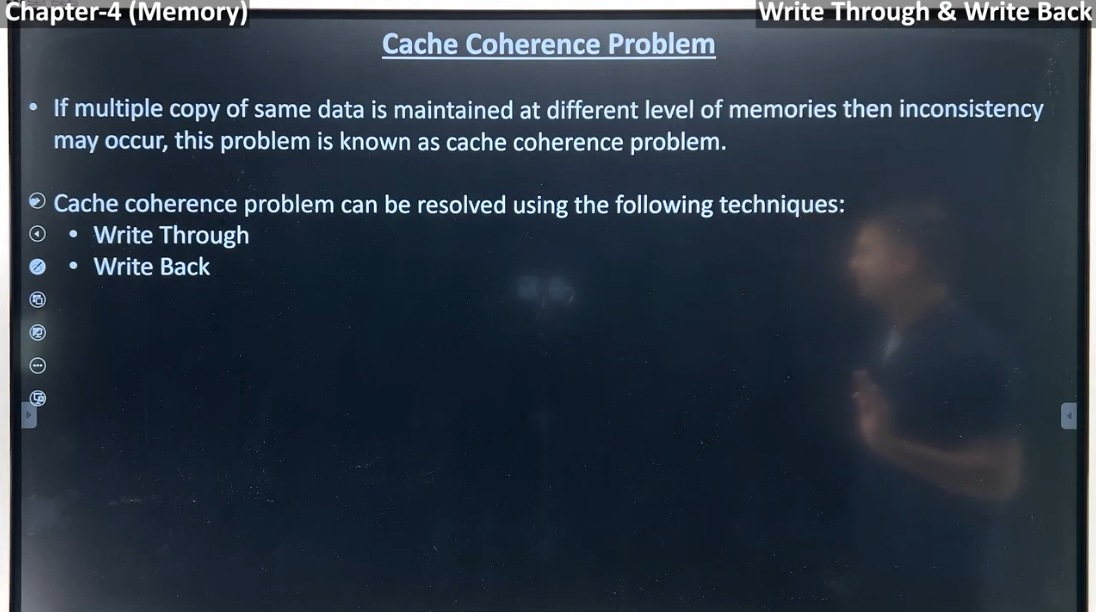 Chapter-4 (Memory)
Write Through & Write Back
Cache Coherence Problem
• If multiple copy of same data is maintained at different level of memories then inconsistency
may occur, this problem is known as cache coherence problem.
Cache coherence problem can be resolved using the following techniques:
• Write Through
• Write Back